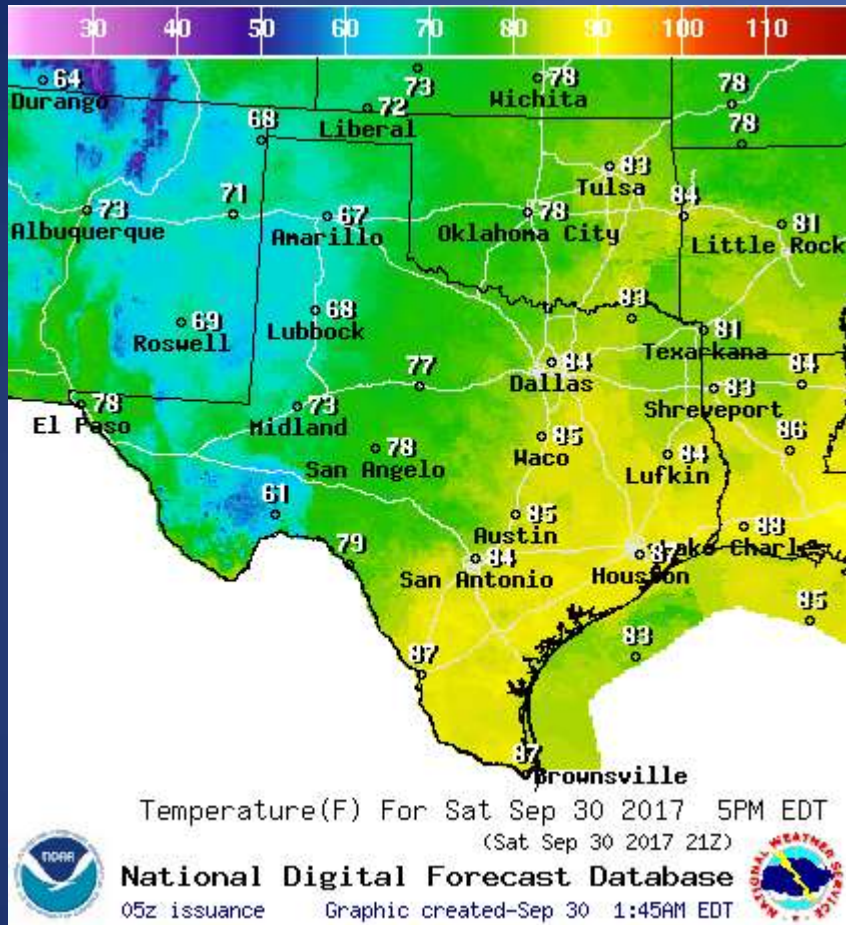 30 40 50 60 70 80 90 100 110
64
Durango
73
78
Wichita
72
Liberal
78
68
78
83
Tulsa
73
Albuquerque
71
67
Amarillo
78
Oklahoma City
84
81
Little Rock
69
Roswell
68
Lubbock
83
81
Texarkana
84
Dallas
77
83
Shreveport
84
78
El Paso
73
Midland
78
San Angelo
85
Waco
84
Lufkin
86
61
85
Austin
88
Lake Charles
79
84
San Antonio
87
Houston
85
83
87
87
Brownsville
Temperature(F) For Sat Sep 30 2017 5PM EDT
(Sat Sep 30 2017 21Z)
National Digital Forecast Database
05z issuance Graphic created-Sep 30 1:45AM EDT
NOAA
NATIONAL WEATHER SERVICE